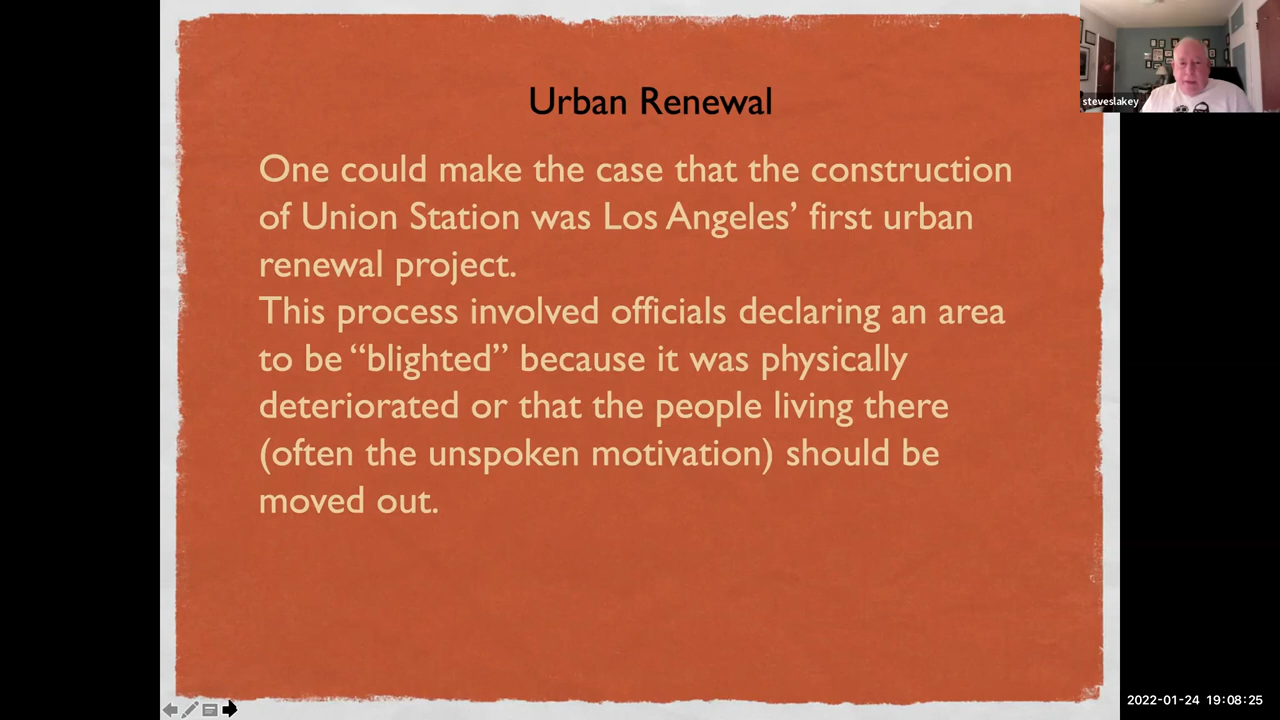 Urban Renewal
One could make the case that the construction
of Union Station was Los Angeles’ first urban
renewal project.
This process involved officials declaring an area
to be “blighted” because it was physically
deteriorated or that the people living there
(often the unspoken motivation) should be
moved out.
steveslakey
2022-01-24 19:08:25